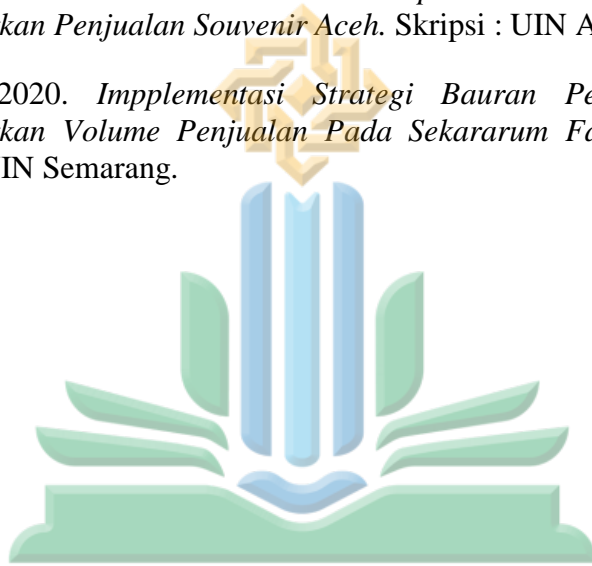 kan Penjualan Souvenir Aceh. Skripsi : UIN A
2020. Impplementasi Strategi Bauran Pe
kan Volume Penjualan Pada Sekararum Fa
IN Semarang.